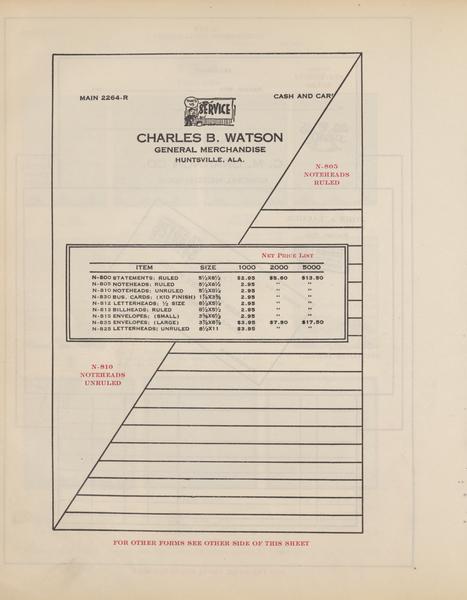 MAIN 2264-R
CASH AND CAR
SERVICE
CHARLES B. WATSON
GENERAL MERCHANDISE
HUNTSVILLE, ALA.
N-805
NOTEHEADS
RULED
NET PRICE LIST
ITEM SIZE 1000 2000 5000
N-800 STATEMENTS; RULED 5½X8½ $2.95 $5.60 $13.50
N-805 NOTEHEADS; RULED 5½X8½ 2.95 " "
N-810 NOTEHEADS; UNRULED 5½X8½ 2.95 " "
N-830 BUS. CARDS; (KID FINISH) 2.95 " "
N-812 LETTERHEADS; ½ SIZE 8½X5½ 2.95 " "
N-813 BILLHEADS; RULED 8½X5½ 2.95 " "
N-815 ENVELOPES; (SMALL) 3⅝X6½ 2.95 " "
N-835 ENVELOPES; (LARGE) 3⅞X8⅞ $3.95 $7.50 $17.50
N-825 LETTERHEADS; UNRULED 8½X11 $3.95 " "
N-810
NOTEHEADS
UNRULED
FOR OTHER FORMS SEE OTHER SIDE OF THIS SHEET